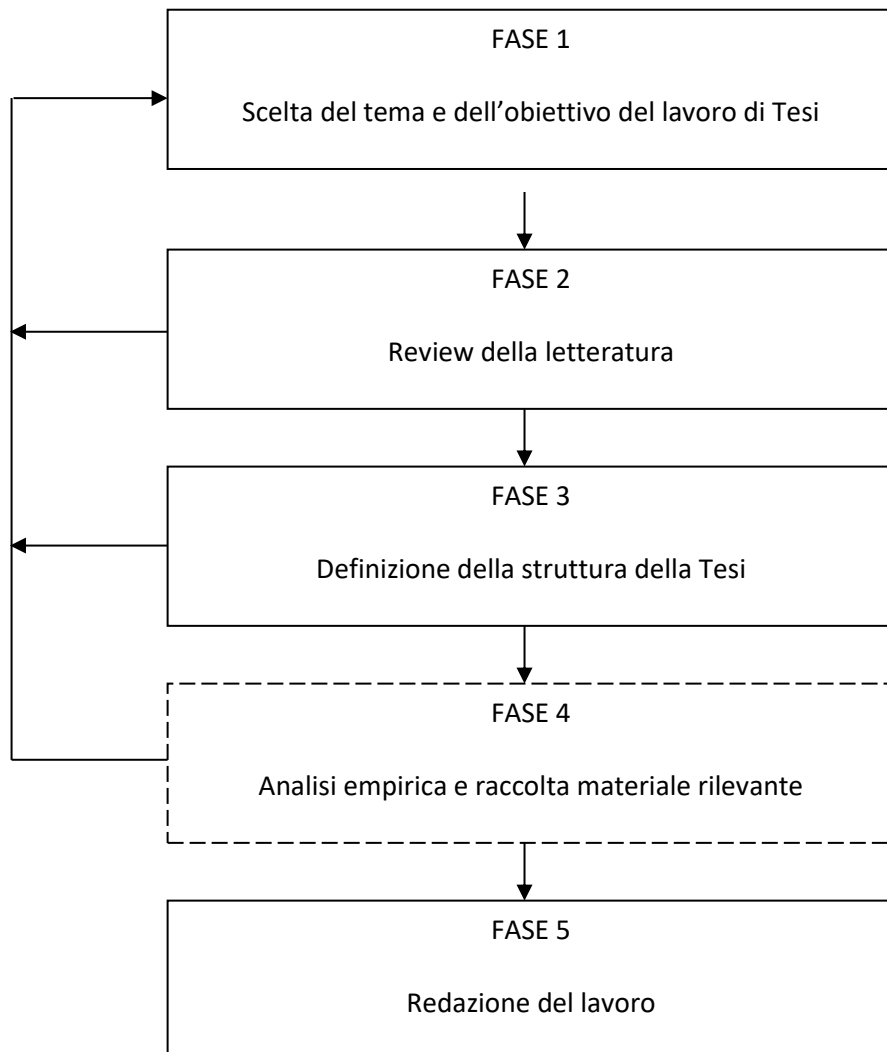 FASE 1
Scelta del tema e dell’obiettivo del lavoro di Tesi
FASE 2
Review della letteratura
FASE 3
Definizione della struttura della Tesi
FASE 4
Analisi empirica e raccolta materiale rilevante
FASE 5
Redazione del lavoro